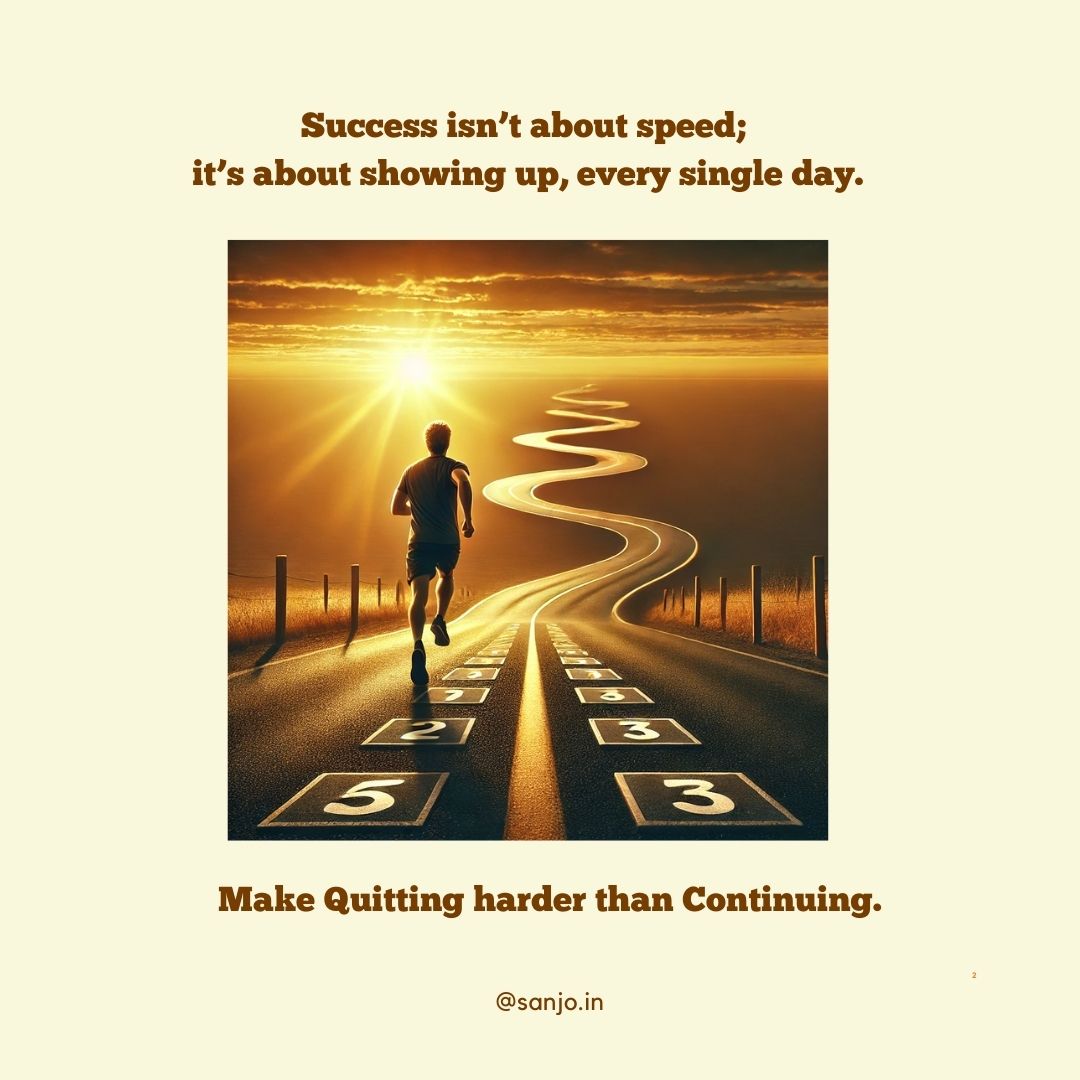 Success isn’t about speed;
it’s about showing up, every single day.
2 3
5 3
Make Quitting harder than Continuing.
2
@sanjo.in